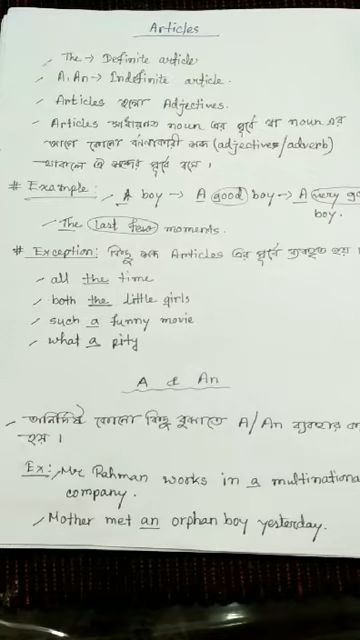 Articles
The → Definite article
A, An → Indefinite article.
Articles হলো Adjectives.
Articles সাধারণত noun এর পূর্বে বা noun এর
আগে কোনো বর্ণনাকারী শব্দ (adjectives/adverb)
থাকলে ঐ শব্দের পূর্বে বসে।
# Example:
A boy → A good boy → A very go
boy.
The last few moments.
# Exception: কিছু শব্দ Articles এর পূর্বে ব্যবহৃত হয়।
all the time
both the little girls
such a funny movie
what a pity
A & An
অনির্দিষ্ট কোনো কিছু বুঝাতে A/An ব্যবহার
হয়।
Ex: Mr. Rahman works in a multinationa
company.
Mother met an orphan boy yesterday.